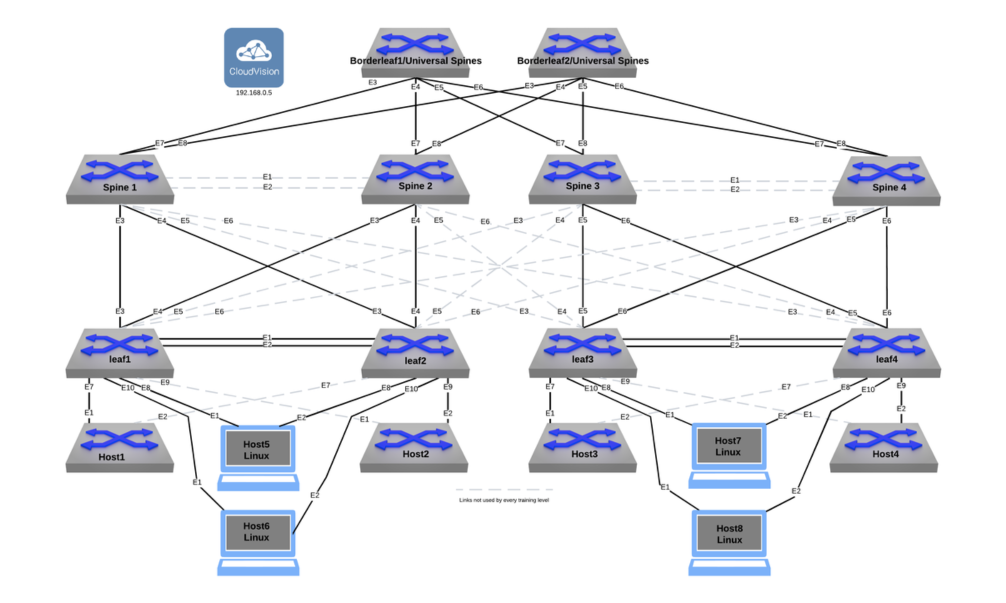 Borderleaf1/Universal Spines
Borderleaf2/Universal Spines
CloudVision
192.168.0.5
E3
E4
E5
E6
E3
E4
E5
E6
E7
E8
E7
E8
E7
E8
E7
E8
Spine 1
E1
E2
Spine 2
Spine 3
E1
E2
Spine 4
E3
E4
E5
E6
E3
E4
E5
E6
E3
E4
E5
E6
E3
E4
E5
E6
E3
E4
E5
E6
E3
E4
E5
E6
E3
E4
E5
E6
E3
E4
E5
E6
leaf1
E1
E2
leaf2
leaf3
E1
E2
leaf4
E7
E10
E8
E9
E7
E8
E10
E9
E7
E10
E8
E9
E7
E8
E10
E9
E1
E2
E1
E2
E1
E2
E1
E2
E1
E2
E1
E2
Host1
Host5
Linux
Host2
Host3
Host7
Linux
Host4
E1
E2
E1
E2
Links not used by every training level
Host6
Linux
Host8
Linux